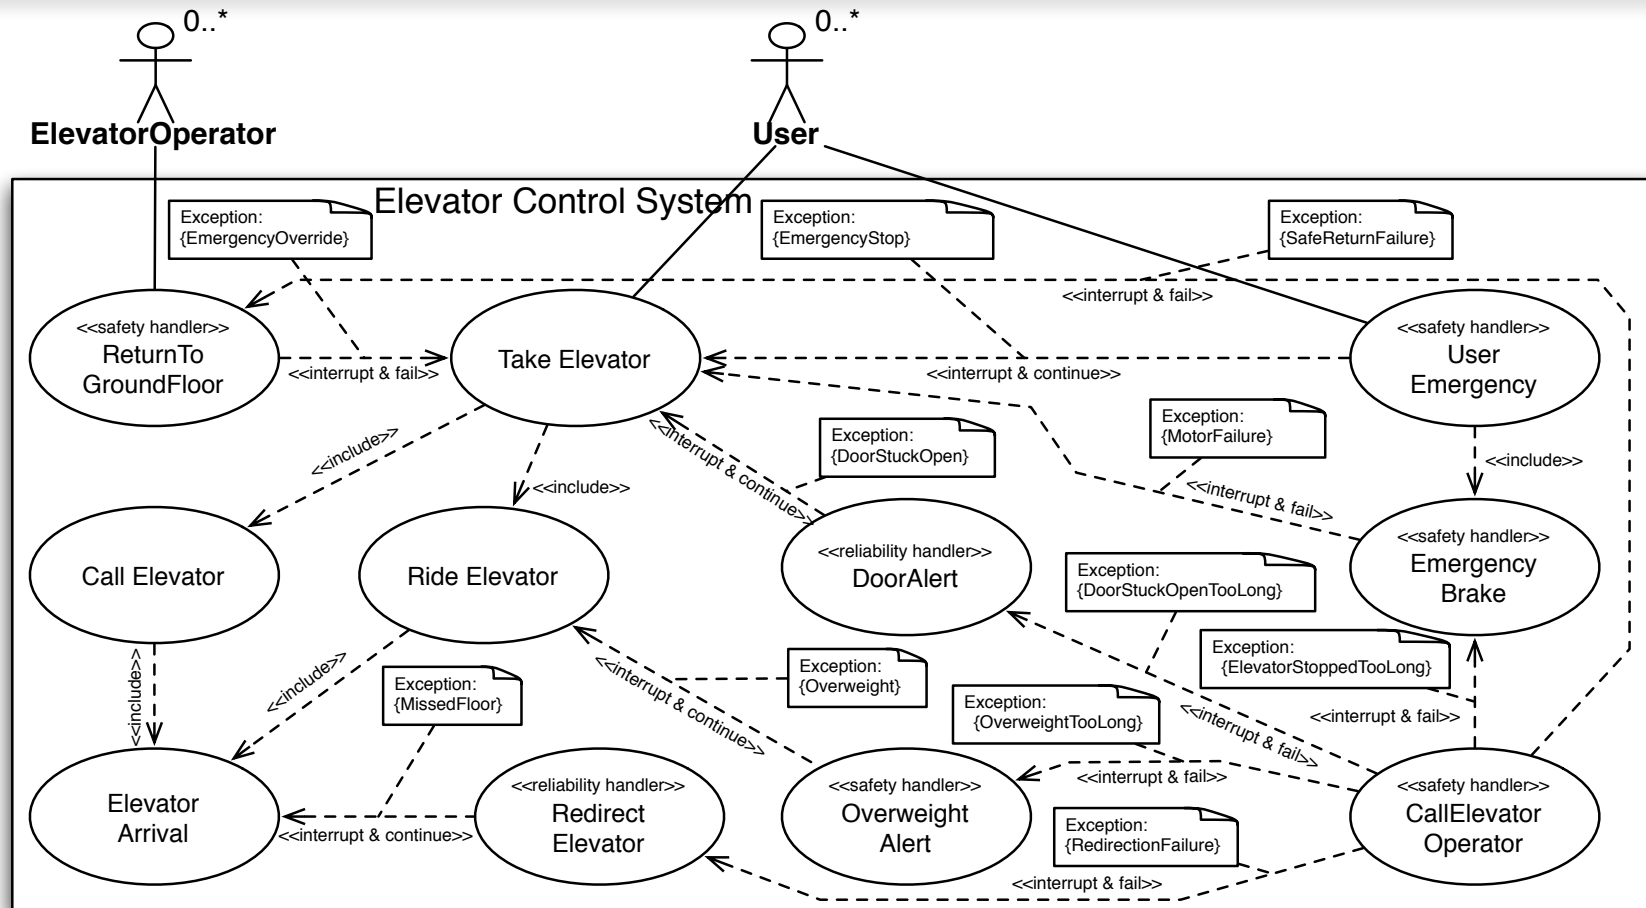 0..*
0..*
ElevatorOperator
User
Elevator Control System
Exception:
{EmergencyOverride}
Exception:
{EmergencyStop}
Exception:
{SafeReturnFailure}
<<interrupt & fail>>
<<safety handler>>
ReturnTo
GroundFloor
<<interrupt & fail>>
Take Elevator
<<interrupt & continue>>
<<safety handler>>
User
Emergency
<<include>>
<<include>>
<<interrupt & continue>>
Exception:
{DoorStuckOpen}
Exception:
{MotorFailure}
<<interrupt & fail>>
<<include>>
Call Elevator
Ride Elevator
<<reliability handler>>
DoorAlert
<<safety handler>>
Emergency
Brake
Exception:
{DoorStuckOpenTooLong}
Exception:
{ElevatorStoppedTooLong}
<<include>>
<<include>>
Exception:
{MissedFloor}
<<interrupt & continue>>
Exception:
{Overweight}
Exception:
{OverweightTooLong}
<<interrupt & fail>>
<<interrupt & fail>>
<<interrupt & fail>>
Elevator
Arrival
<<interrupt & continue>>
<<reliability handler>>
Redirect
Elevator
<<safety handler>>
Overweight
Alert
Exception:
{RedirectionFailure}
<<interrupt & fail>>
<<safety handler>>
CallElevator
Operator